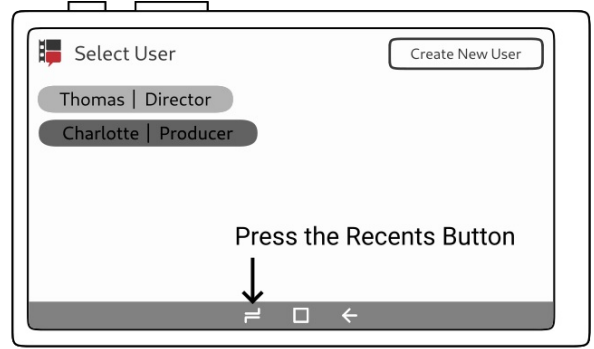 Select User
Create New User
Thomas | Director
Charlotte | Producer
Press the Recents Button